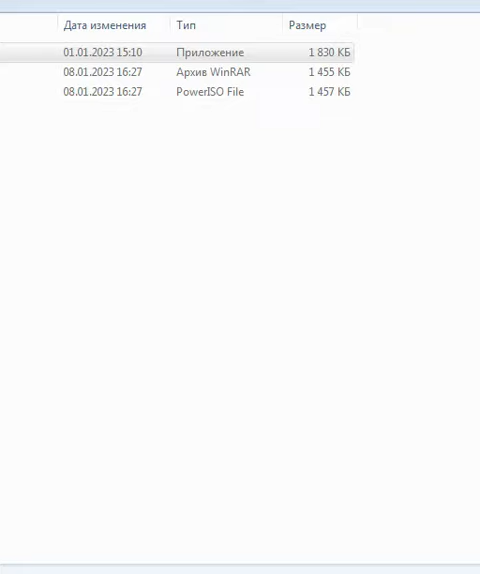 Дата изменения Тип Размер
01.01.2023 15:10 Приложение 1 830 КБ
08.01.2023 16:27 Архив WinRAR 1 455 КБ
08.01.2023 16:27 PowerISO File 1 457 КБ